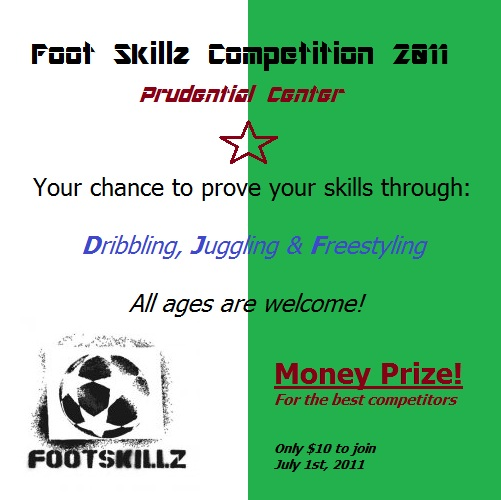 Foot Skillz Competition 2011
Prudential Center
Your chance to prove your skills through:
Dribbling, Juggling & Freestyling
All ages are welcome!
FOOTSKILLZ
Money Prize!
For the best competitors
Only $10 to join
July 1st, 2011